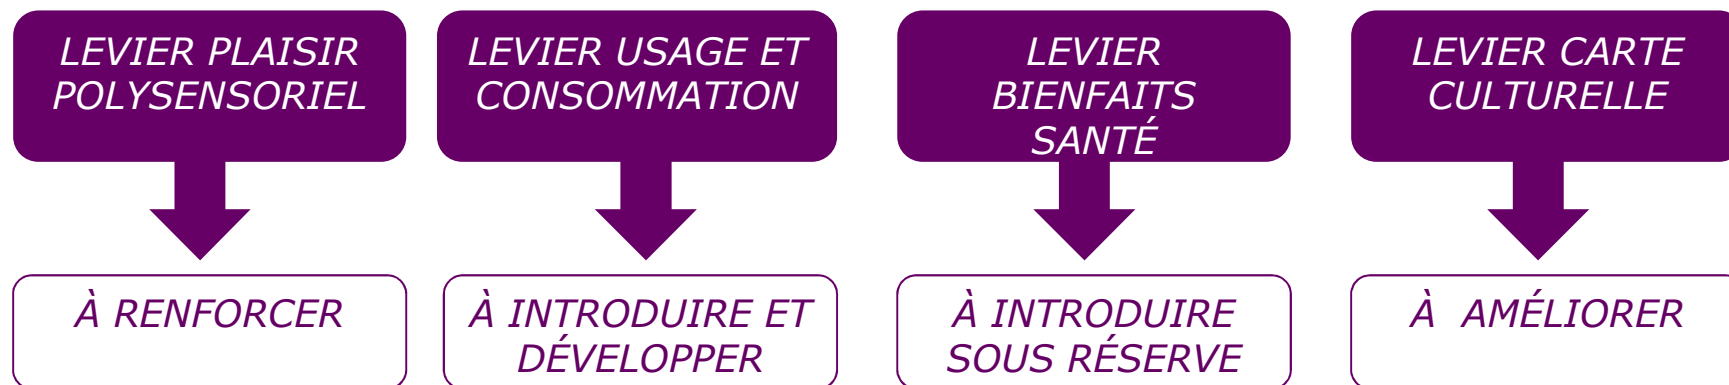 LEVIER PLAISIR
POLYSENSORIEL
LEVIER USAGE ET
CONSOMMATION
LEVIER
BIENFAITS
SANTÉ
LEVIER CARTE
CULTURELLE
À RENFORCER
À INTRODUIRE ET
DÉVELOPPER
À INTRODUIRE
SOUS RÉSERVE
À  AMÉLIORER